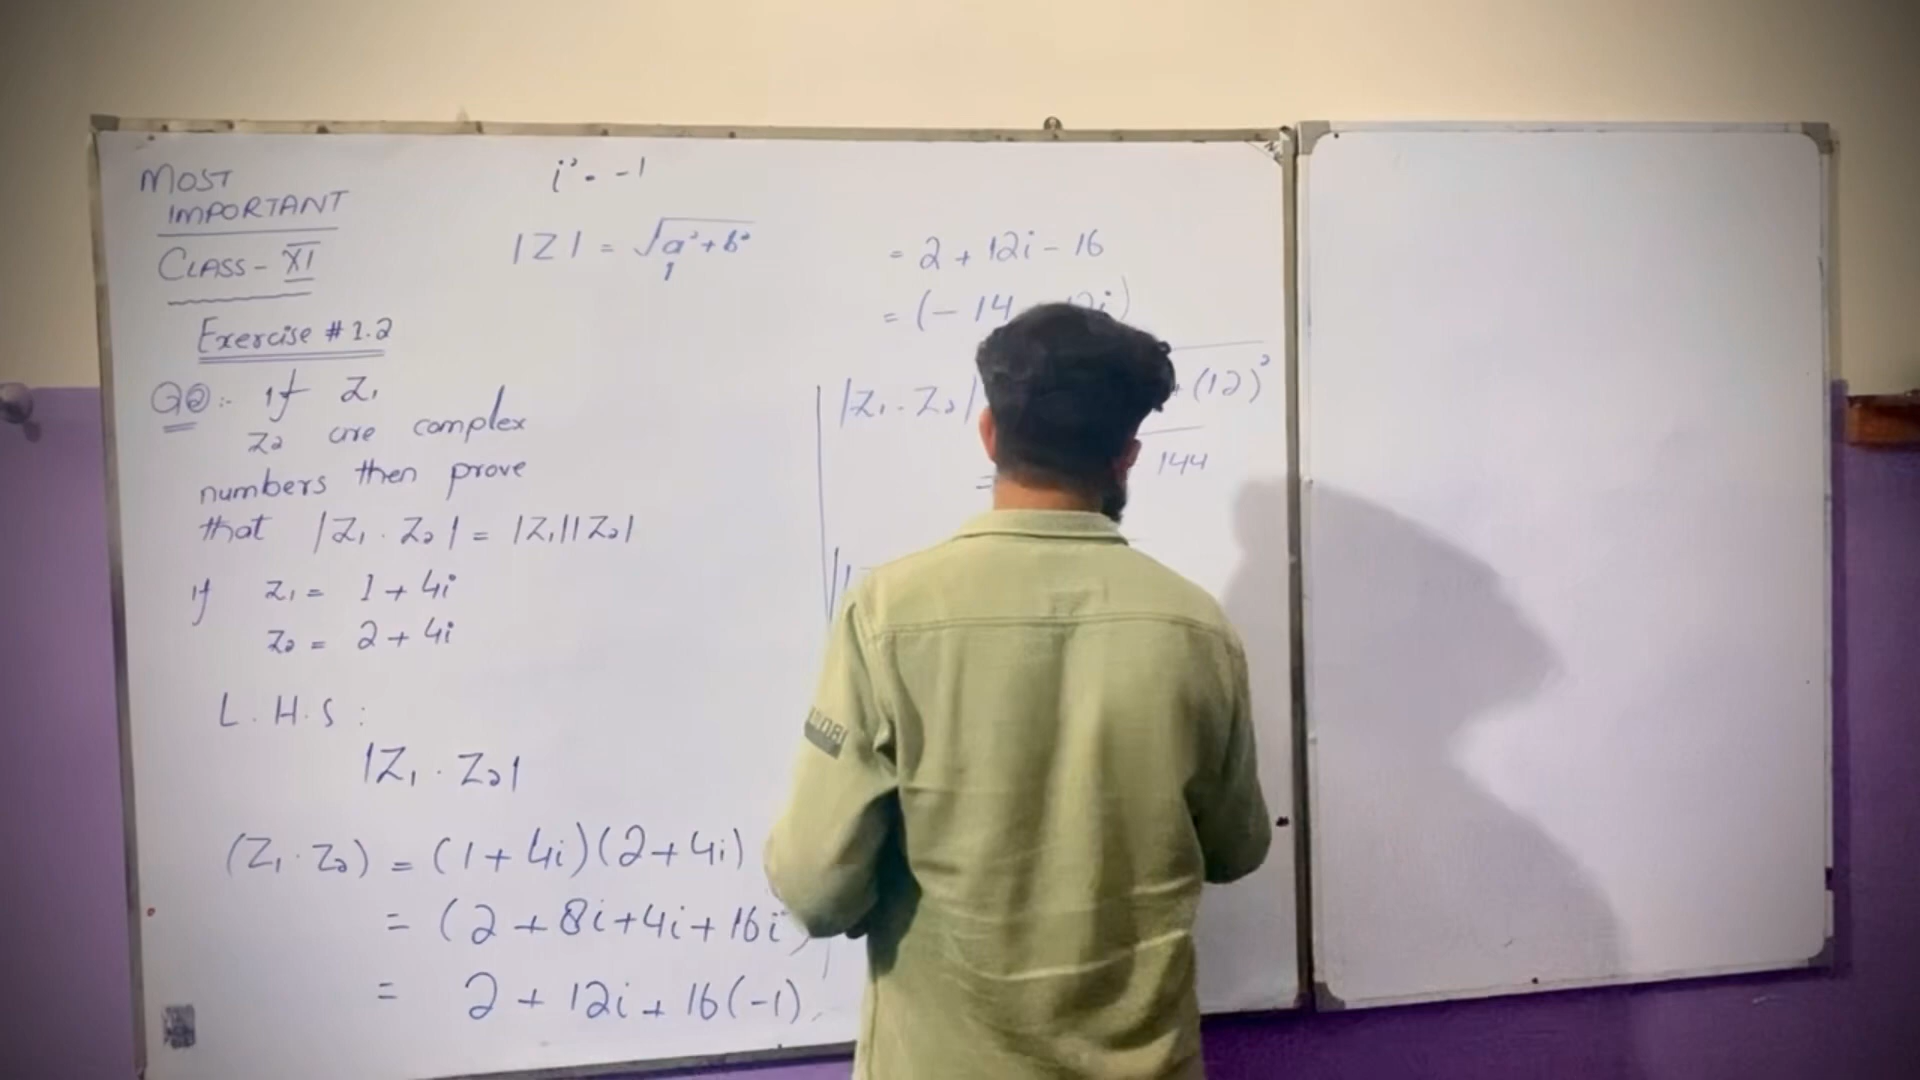 MOST
IMPORTANT
CLASS - XI
Exercise # 1.2
Q2:- if Z₁
Z₂ are complex
numbers then prove
that |Z₁ . Z₂| = |Z₁||Z₂|
if Z₁ = 1 + 4i
Z₂ = 2 + 4i
L.H.S :
|Z₁ . Z₂|
(Z₁ . Z₂) = (1 + 4i)(2 + 4i)
= (2 + 8i + 4i + 16i
= 2 + 12i + 16(-1)
i² = -1
|Z| = √a²+b²
= 2 + 12i - 16
= (- 14 12i)
|Z₁ . Z₂| + (12)²
= 144